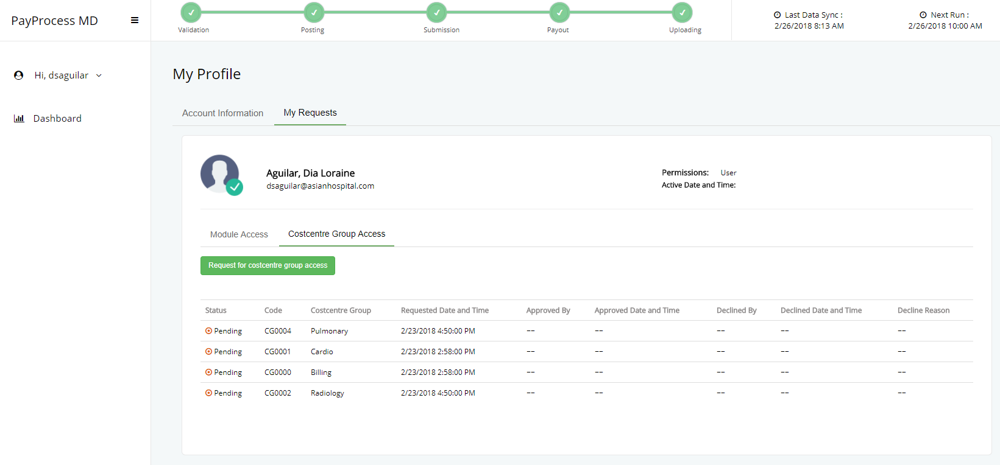 PayProcess MD
Validation
Posting
Submission
Payout
Uploading
Last Data Sync :
2/26/2018 8:13 AM
Next Run :
2/26/2018 10:00 AM
Hi, dsaguilar
Dashboard
My Profile
Account Information
My Requests
Aguilar, Dia Loraine
dsaguilar@asianhospital.com
Permissions: User
Active Date and Time:
Module Access
Costcentre Group Access
Request for costcentre group access
Status Code Costcentre Group Requested Date and Time Approved By Approved Date and Time Declined By Declined Date and Time Decline Reason
Pending CG0004 Pulmonary 2/23/2018 4:50:00 PM -- -- -- -- --
Pending CG0001 Cardio 2/23/2018 2:58:00 PM -- -- -- -- --
Pending CG0000 Billing 2/23/2018 2:58:00 PM -- -- -- -- --
Pending CG0002 Radiology 2/23/2018 4:50:00 PM -- -- -- -- --